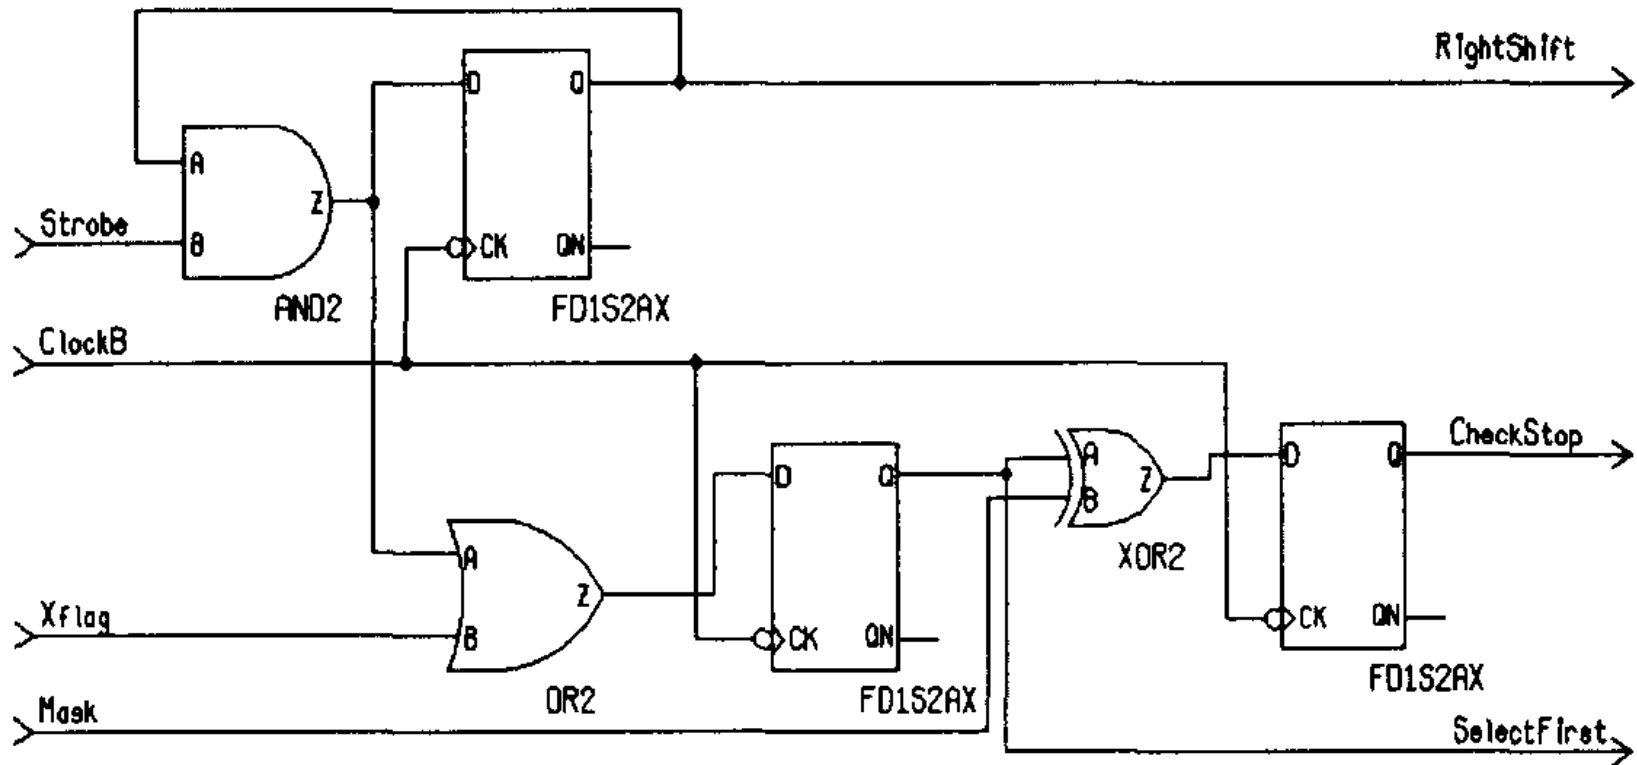 RightShift
D Q
A
Z
Strobe
B
CK QN
AND2
FD1S2AX
ClockB
CheckStop
D Q
A
D Q
Z
B
XOR2
A
Z
Xflag
B
CK QN
CK QN
FD1S2AX
OR2
FD1S2AX
Mask
SelectFirst